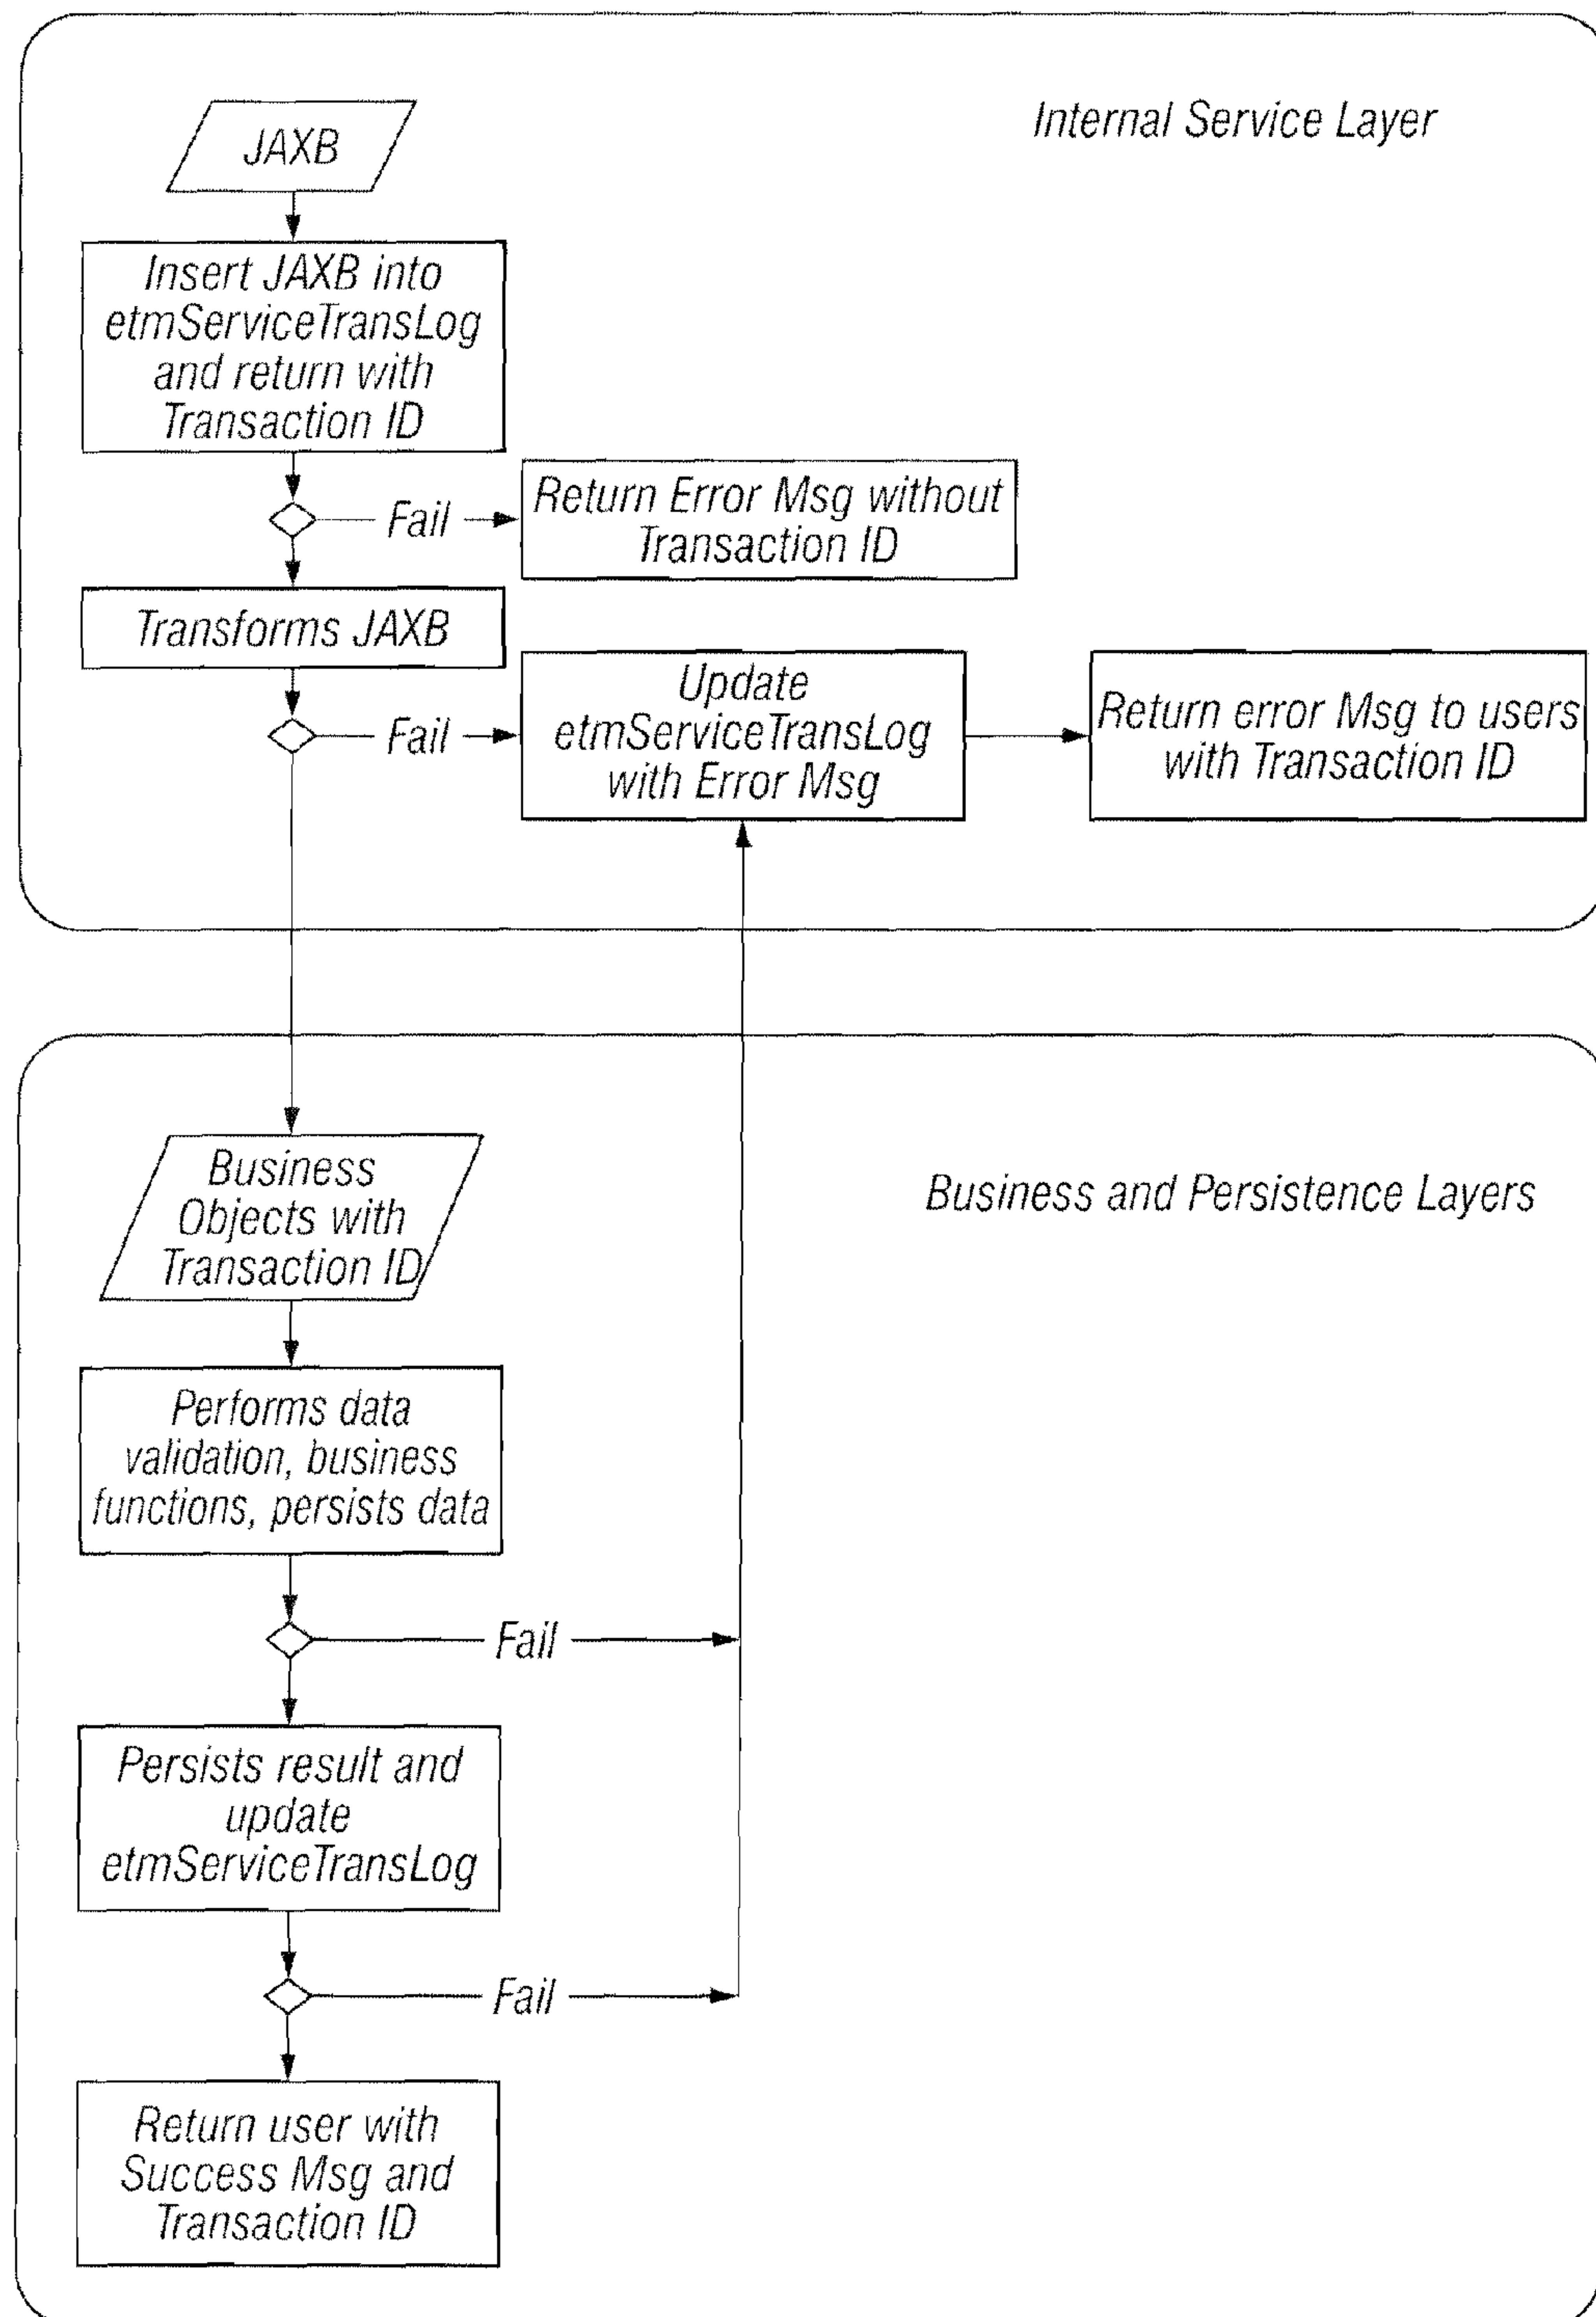 JAXB
Internal Service Layer
Insert JAXB into
etmServiceTransLog
and return with
Transaction ID
Fail
Return Error Msg without
Transaction ID
Transforms JAXB
Fail
Update
etmServiceTransLog
with Error Msg
Return error Msg to users
with Transaction ID
Business
Objects with
Transaction ID
Business and Persistence Layers
Performs data
validation, business
functions, persists data
Fail
Persists result and
update
etmServiceTransLog
Fail
Return user with
Success Msg and
Transaction ID